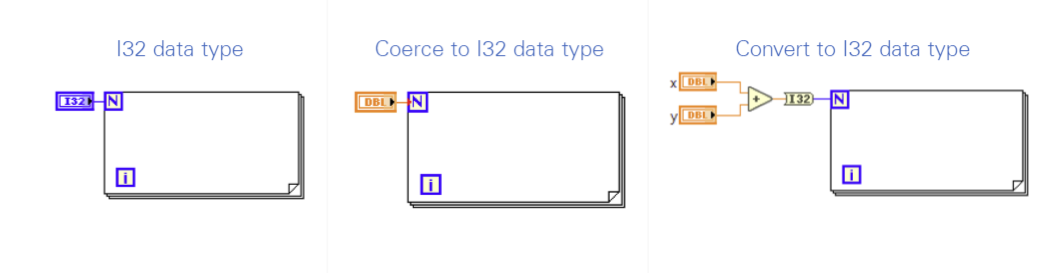 I32 data type
I32
N
i
Coerce to I32 data type
DBL
N
i
Convert to I32 data type
x DBL
y DBL
+
I32
N
i